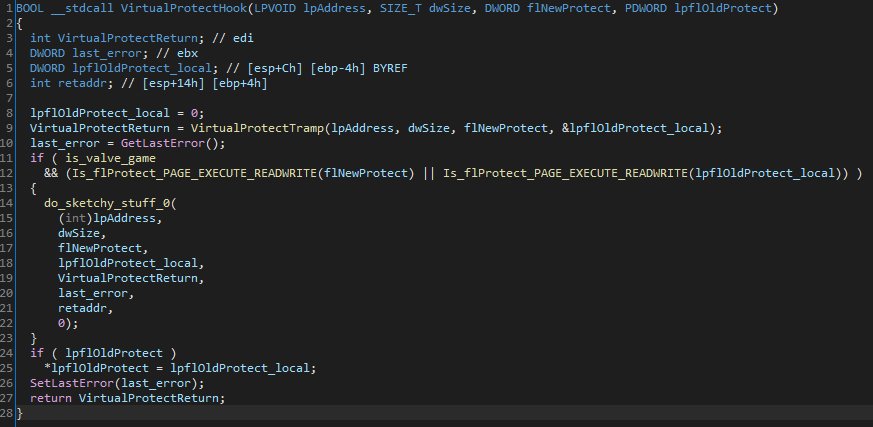 1 BOOL __stdcall VirtualProtectHook(LPVOID lpAddress, SIZE_T dwSize, DWORD flNewProtect, PDWORD lpflOldProtect)
2 {
3   int VirtualProtectReturn; // edi
4   DWORD last_error; // ebx
5   DWORD lpflOldProtect_local; // [esp+Ch] [ebp-4h] BYREF
6   int retaddr; // [esp+14h] [ebp+4h]
7
8   lpflOldProtect_local = 0;
9   VirtualProtectReturn = VirtualProtectTramp(lpAddress, dwSize, flNewProtect, &lpflOldProtect_local);
10   last_error = GetLastError();
11   if ( is_valve_game
12     && (Is_flProtect_PAGE_EXECUTE_READWRITE(flNewProtect) || Is_flProtect_PAGE_EXECUTE_READWRITE(lpflOldProtect_local)) )
13   {
14     do_sketchy_stuff_0(
15       (int)lpAddress,
16       dwSize,
17       flNewProtect,
18       lpflOldProtect_local,
19       VirtualProtectReturn,
20       last_error,
21       retaddr,
22       0);
23   }
24   if ( lpflOldProtect )
25     *lpflOldProtect = lpflOldProtect_local;
26   SetLastError(last_error);
27   return VirtualProtectReturn;
28 }